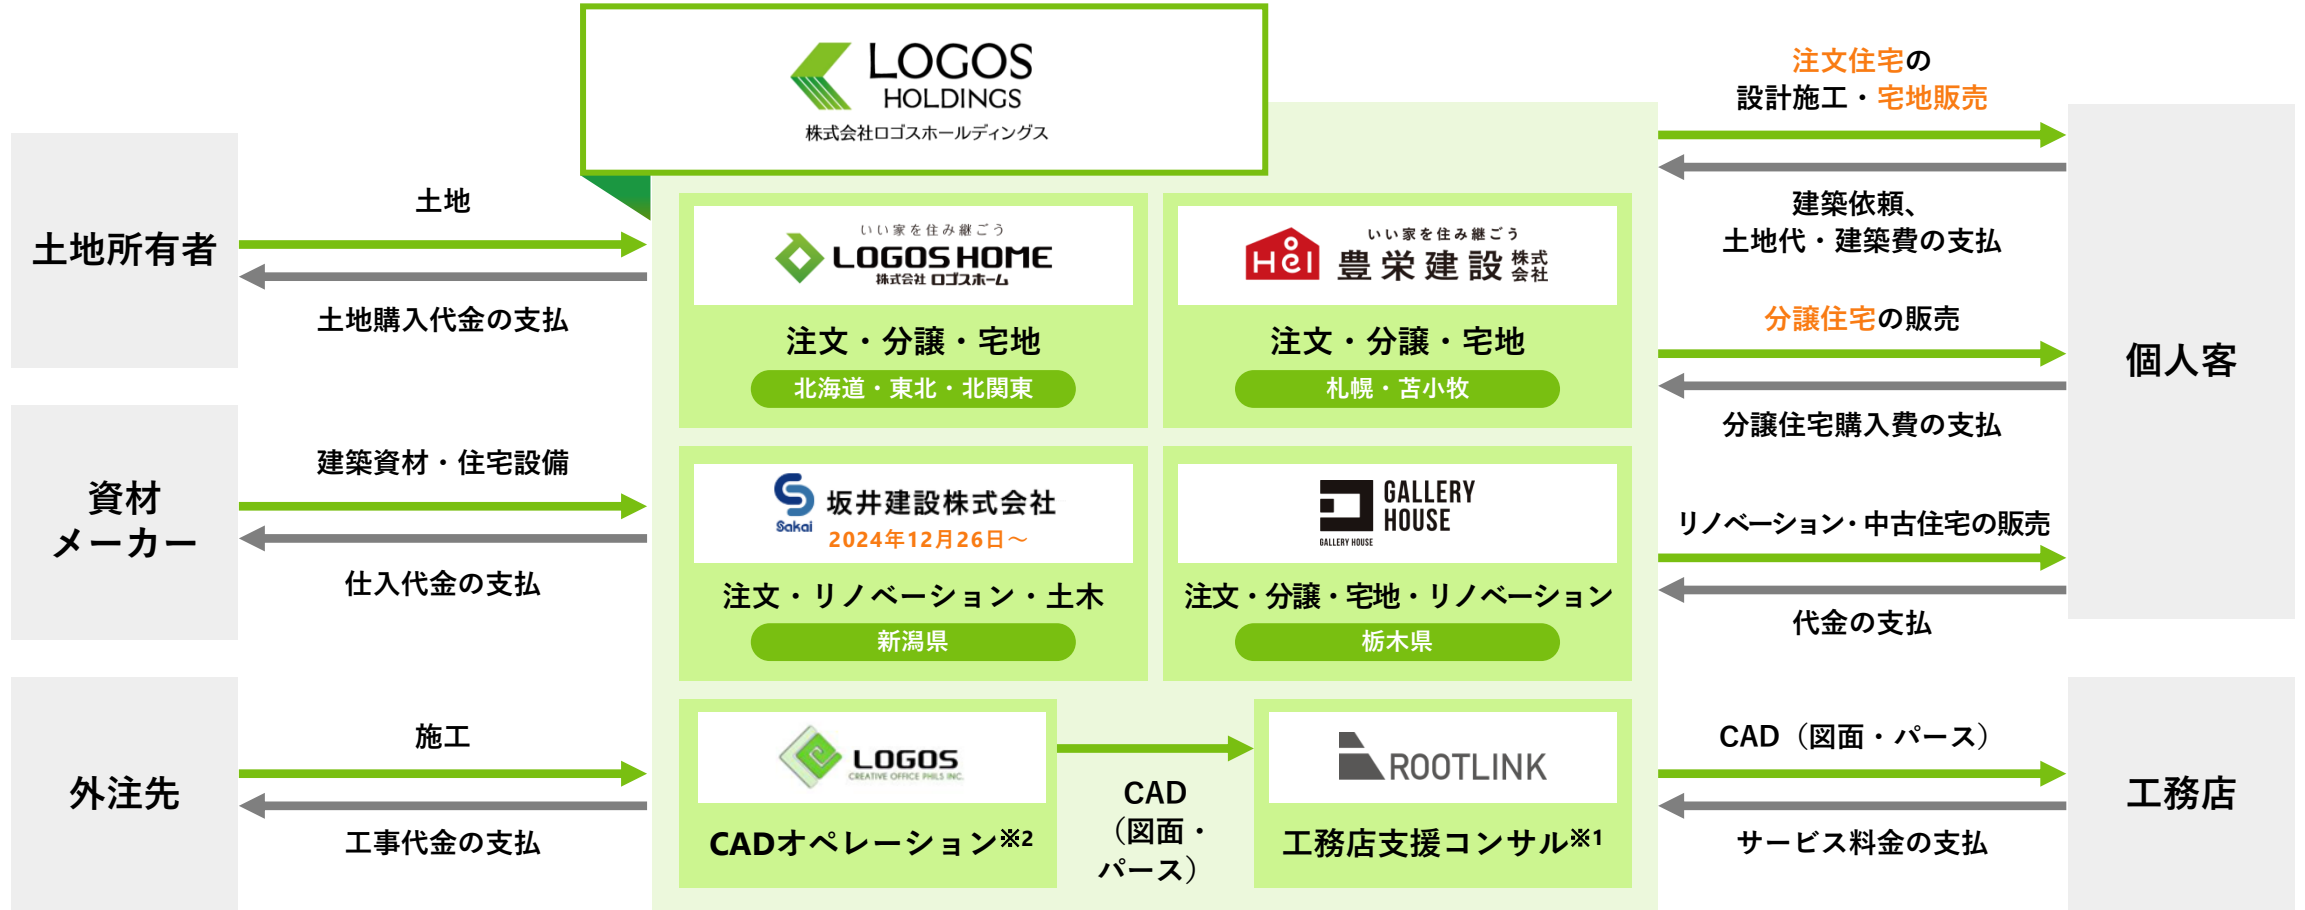 LOGOS
HOLDINGS
株式会社ロゴスホールディングス
土地所有者
土地
土地購入代金の支払
資材
メーカー
建築資材・住宅設備
仕入代金の支払
外注先
施工
工事代金の支払
いい家を住み継ごう
LOGOS HOME
株式会社 ロゴスホーム
注文・分譲・宅地
北海道・東北・北関東
いい家を住み継ごう
Hei
豊栄建設 株式
会社
注文・分譲・宅地
札幌・苫小牧
Sakai
坂井建設株式会社
2024年12月26日～
注文・リノベーション・土木
新潟県
GALLERY
HOUSE
GALLERY HOUSE
注文・分譲・宅地・リノベーション
栃木県
LOGOS
CREATIVE OFFICE PHILS INC.
CADオペレーション※2
CAD
（図面・
パース）
ROOTLINK
工務店支援コンサル※1
注文住宅の
設計施工・宅地販売
建築依頼、
土地代・建築費の支払
分譲住宅の販売
分譲住宅購入費の支払
リノベーション・中古住宅の販売
代金の支払
個人客
CAD（図面・パース）
サービス料金の支払
工務店